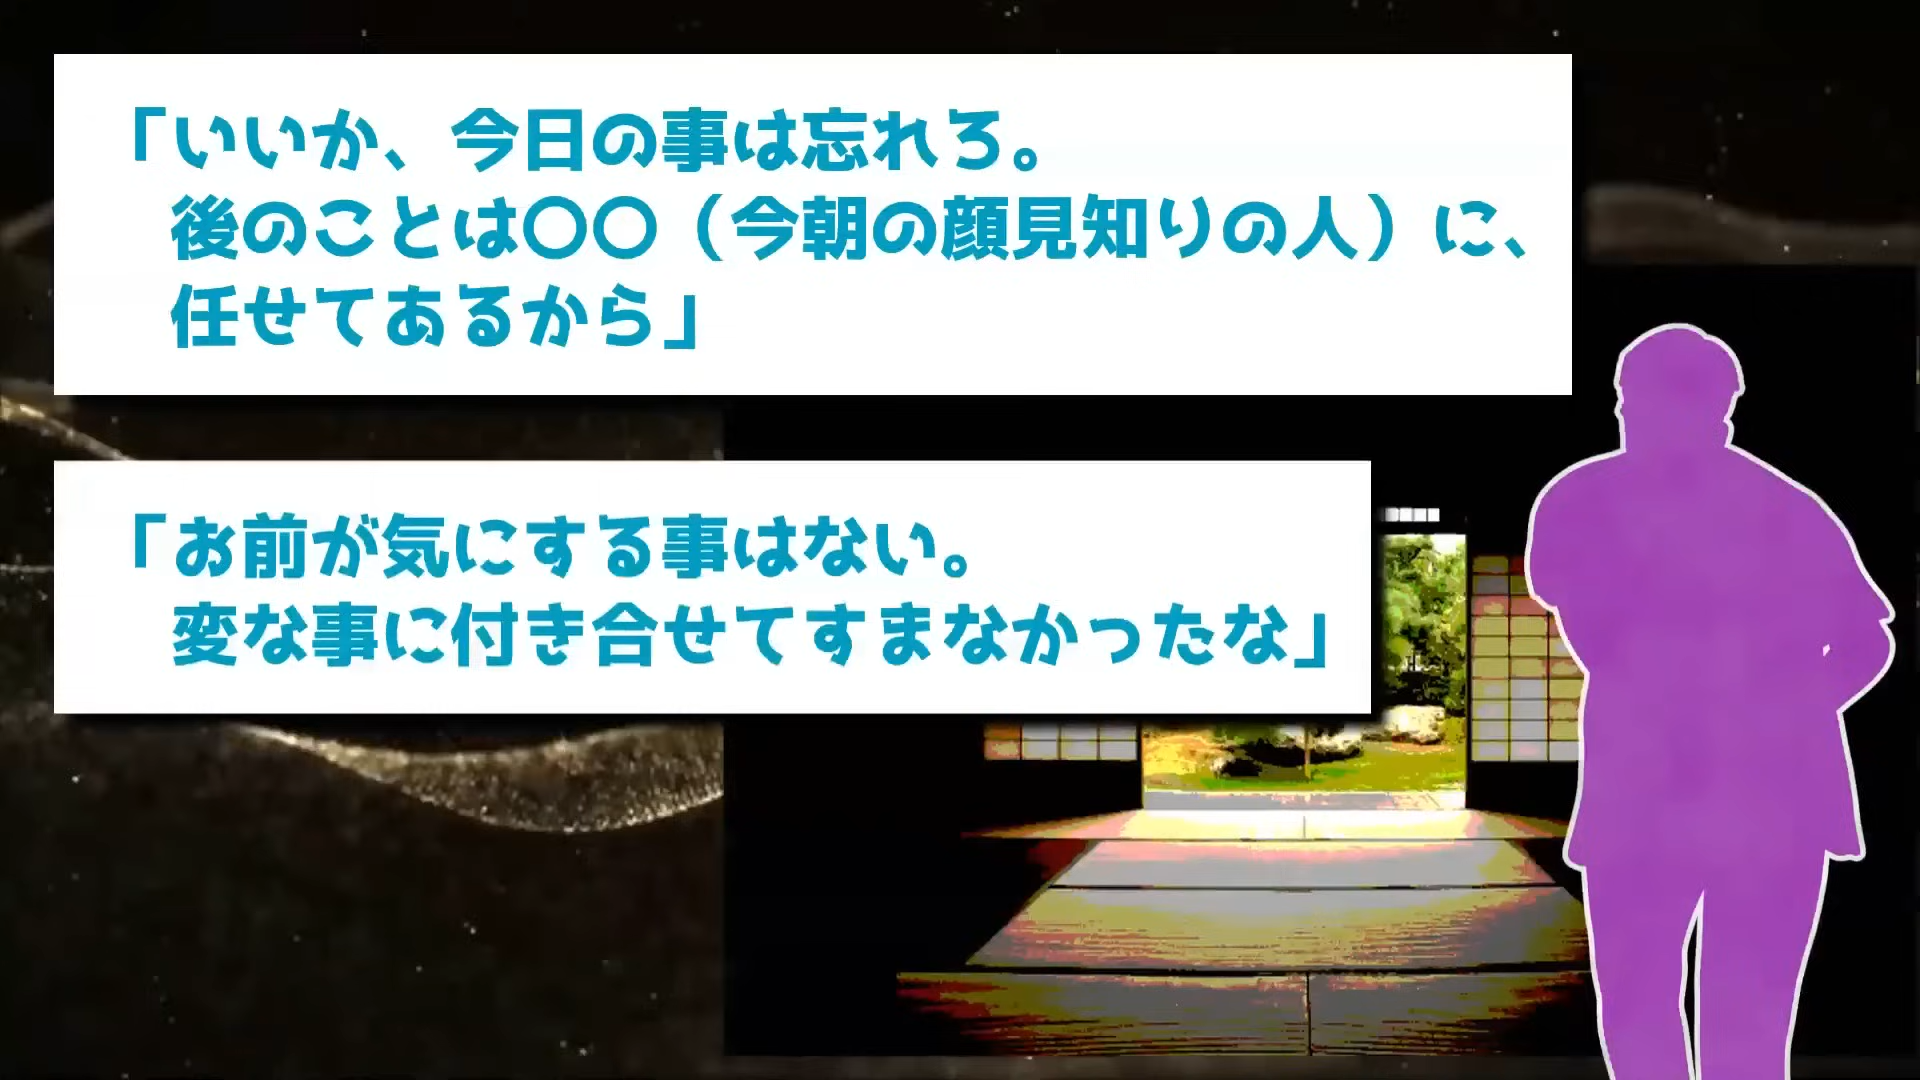 「いいか、今日の事は忘れろ。
後のことは〇〇（今朝の顔見知りの人）に、
任せてあるから」
「お前が気にする事はない。
変な事に付き合せてすまなかったな」